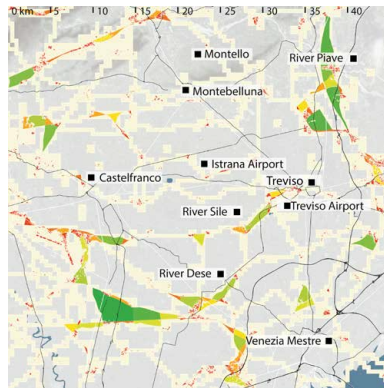 0 km 5 10 15 20 25 30 35 40
Montello
River Piave
Montebelluna
Istrana Airport
Castelfranco
Treviso
Treviso Airport
River Sile
River Dese
Venezia Mestre